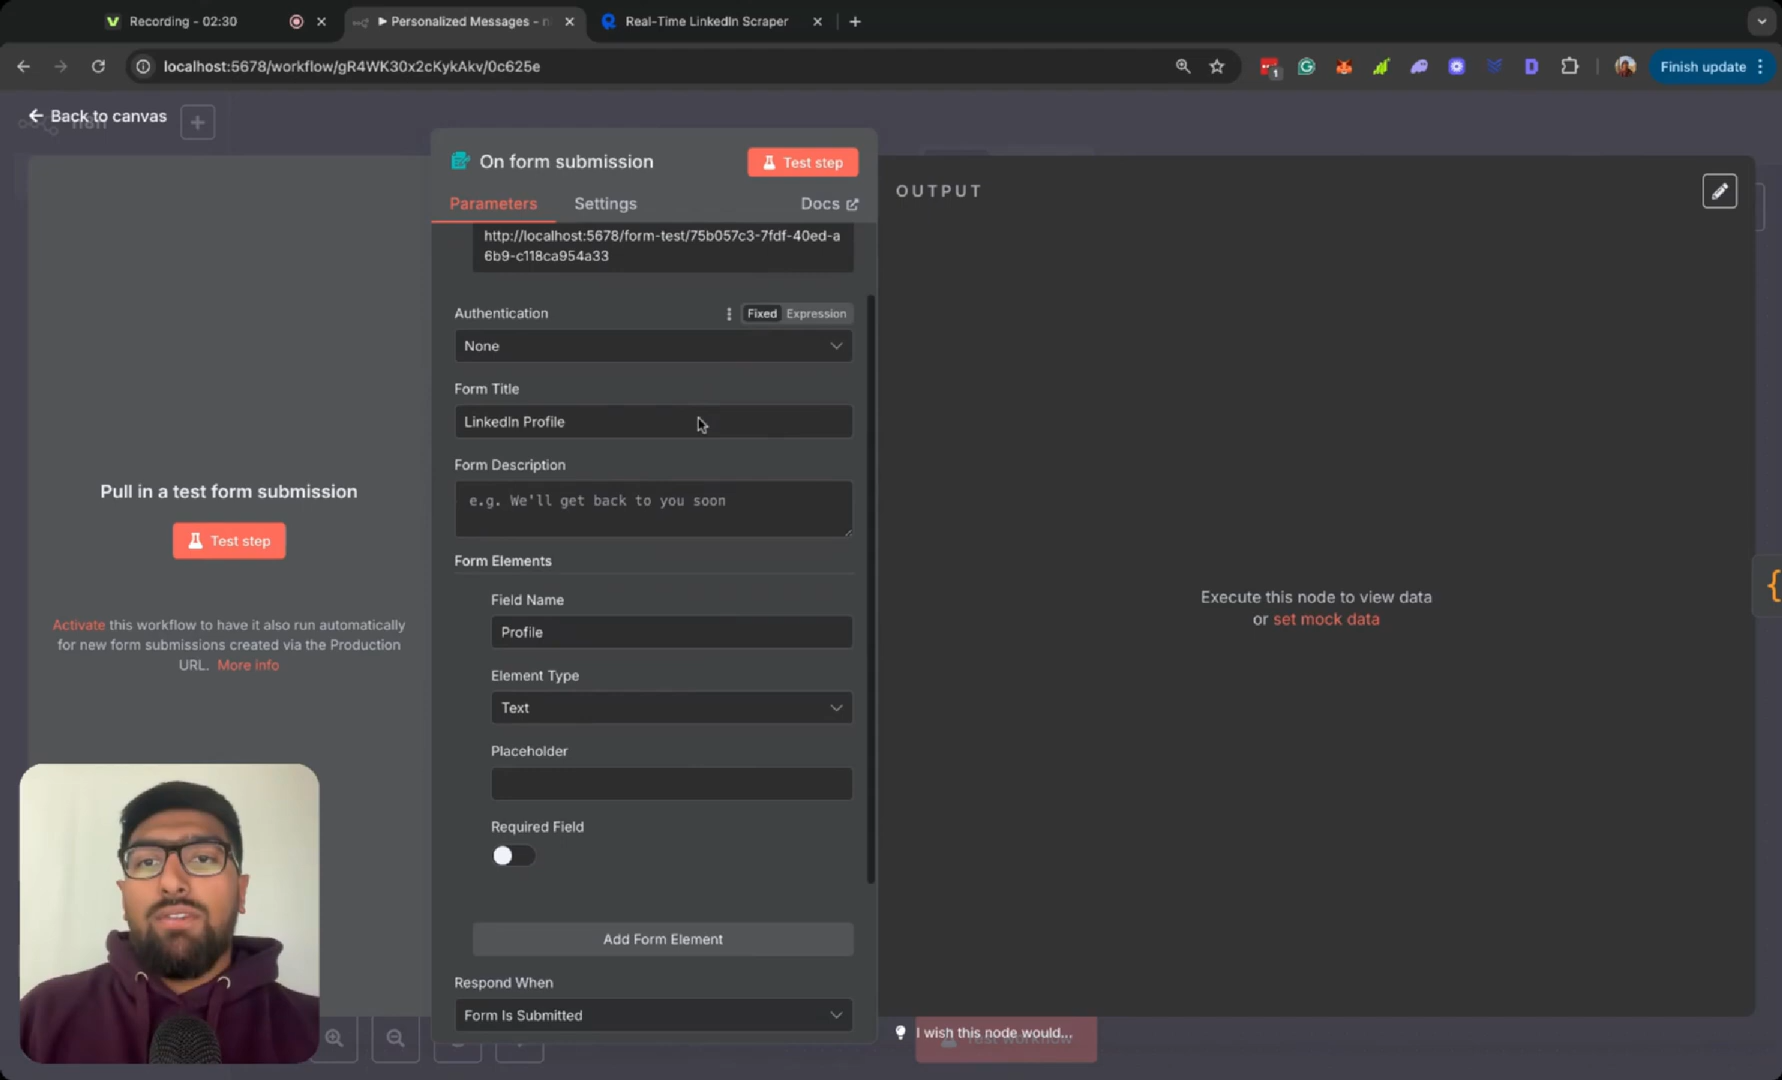 Recording - 02:30
Personalized Messages - n
Real-Time LinkedIn Scraper
localhost:5678/workflow/gR4WK30x2cKykAkv/0c625e
1
Finish update
Back to canvas
On form submission
Test step
Parameters
Settings
Docs
OUTPUT
http://localhost:5678/form-test/75b057c3-7fdf-40ed-a
6b9-c118ca954a33
Authentication
Fixed
Expression
None
Form Title
LinkedIn Profile
Form Description
e.g. We'll get back to you soon
Form Elements
Field Name
Profile
Element Type
Text
Placeholder
Required Field
Add Form Element
Respond When
Form Is Submitted
Pull in a test form submission
Test step
Activate this workflow to have it also run automatically
for new form submissions created via the Production
URL. More info
Execute this node to view data
or set mock data
I wish this node would...
Test workflow